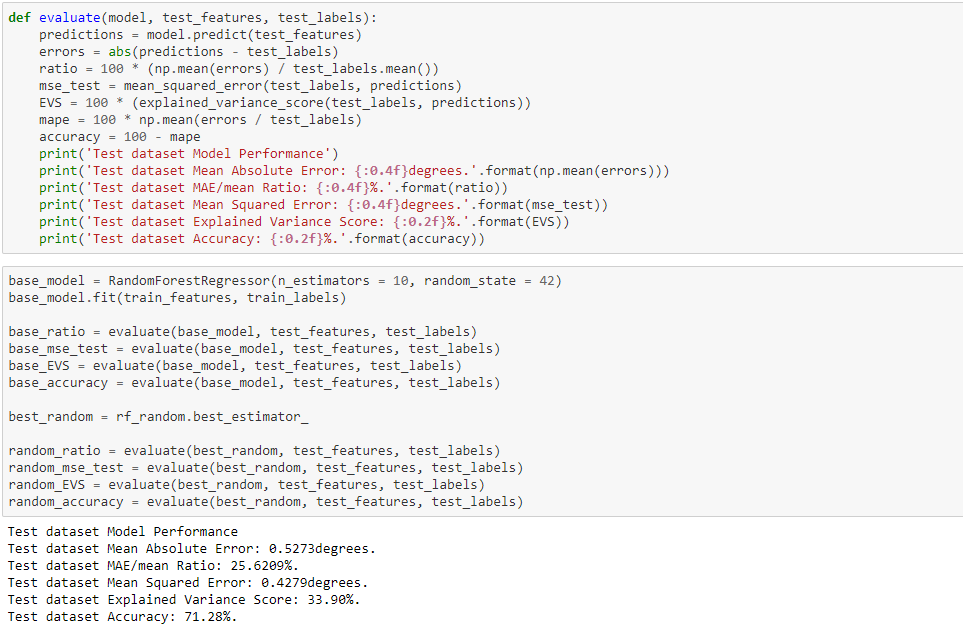 def evaluate(model, test_features, test_labels):
    predictions = model.predict(test_features)
    errors = abs(predictions - test_labels)
    ratio = 100 * (np.mean(errors) / test_labels.mean())
    mse_test = mean_squared_error(test_labels, predictions)
    EVS = 100 * (explained_variance_score(test_labels, predictions))
    mape = 100 * np.mean(errors / test_labels)
    accuracy = 100 - mape
    print('Test dataset Model Performance')
    print('Test dataset Mean Absolute Error: {:0.4f}degrees.'.format(np.mean(errors)))
    print('Test dataset MAE/mean Ratio: {:0.4f}%.'.format(ratio))
    print('Test dataset Mean Squared Error: {:0.4f}degrees.'.format(mse_test))
    print('Test dataset Explained Variance Score: {:0.2f}%.'.format(EVS))
    print('Test dataset Accuracy: {:0.2f}%.'.format(accuracy))
base_model = RandomForestRegressor(n_estimators = 10, random_state = 42)
base_model.fit(train_features, train_labels)
base_ratio = evaluate(base_model, test_features, test_labels)
base_mse_test = evaluate(base_model, test_features, test_labels)
base_EVS = evaluate(base_model, test_features, test_labels)
base_accuracy = evaluate(base_model, test_features, test_labels)
best_random = rf_random.best_estimator_
random_ratio = evaluate(best_random, test_features, test_labels)
random_mse_test = evaluate(best_random, test_features, test_labels)
random_EVS = evaluate(best_random, test_features, test_labels)
random_accuracy = evaluate(best_random, test_features, test_labels)
Test dataset Model Performance
Test dataset Mean Absolute Error: 0.5273degrees.
Test dataset MAE/mean Ratio: 25.6209%.
Test dataset Mean Squared Error: 0.4279degrees.
Test dataset Explained Variance Score: 33.90%.
Test dataset Accuracy: 71.28%.